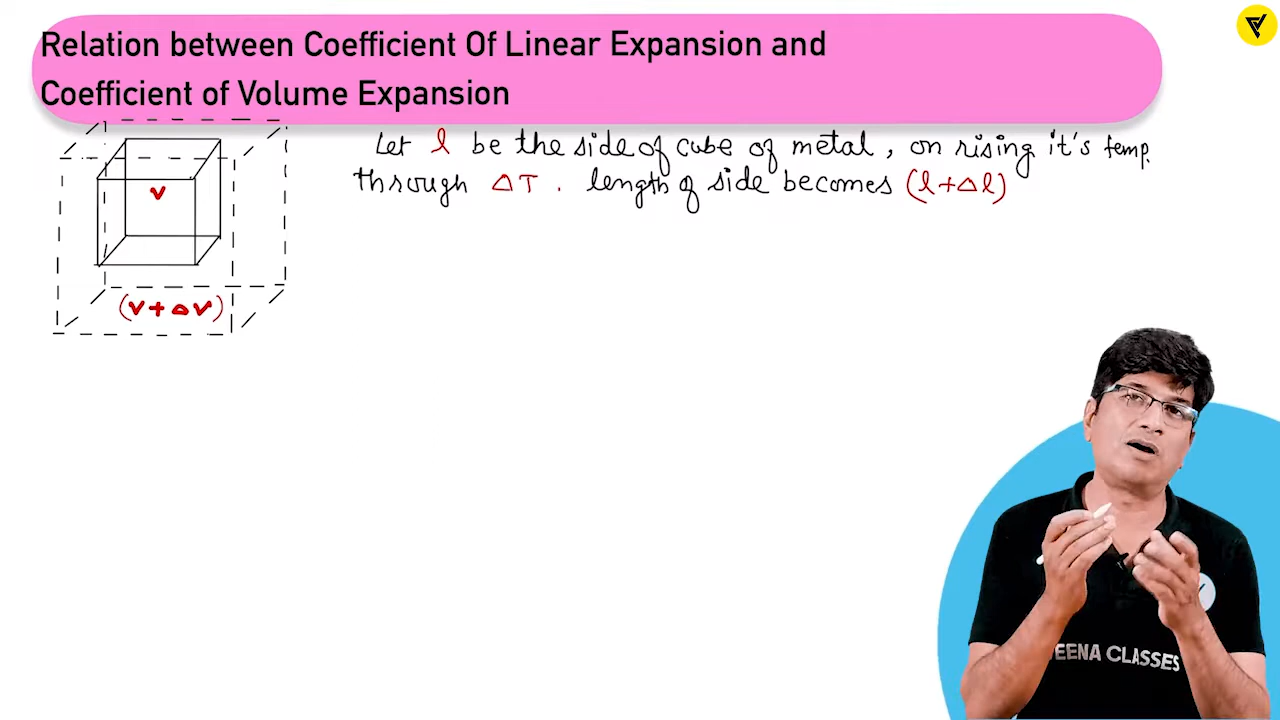 Relation between Coefficient Of Linear Expansion and
Coefficient of Volume Expansion
Let l be the side of cube of metal, on rising it's temp.
through ΔT. length of side becomes (l+Δl)
V
(V+ΔV)
EENA CLASSES